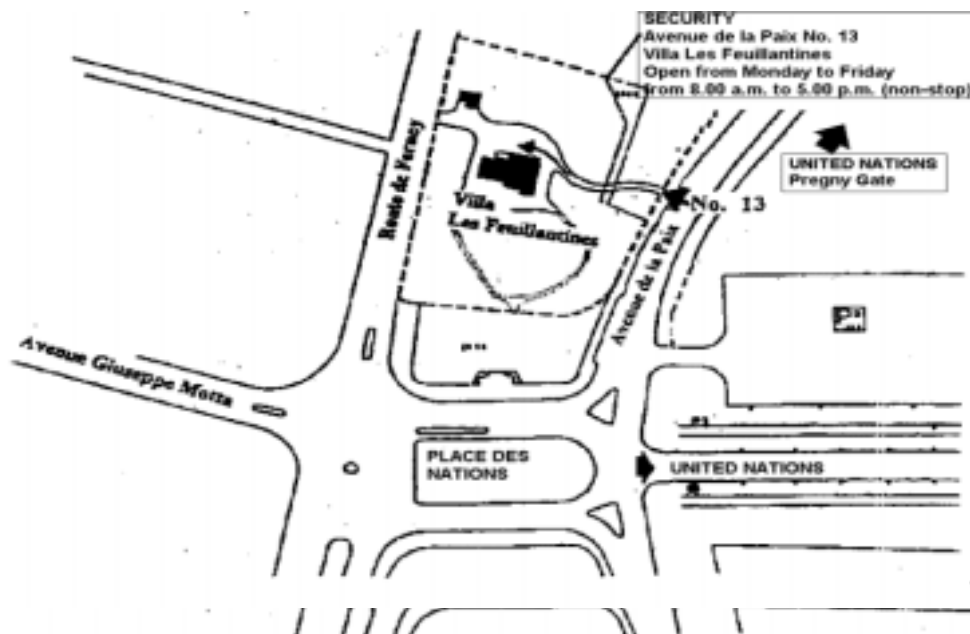 SECURITY
Avenue de la Paix No. 13
Villa Les Feuillantines
Open from Monday to Friday
from 8.00 a.m. to 5.00 p.m. (non-stop)
UNITED NATIONS
Pregny Gate
No. 13
Route de Ferney
Villa
Les Feuillantines
Avenue de la Paix
Avenue Giuseppe Motta
PLACE DES
NATIONS
UNITED NATIONS